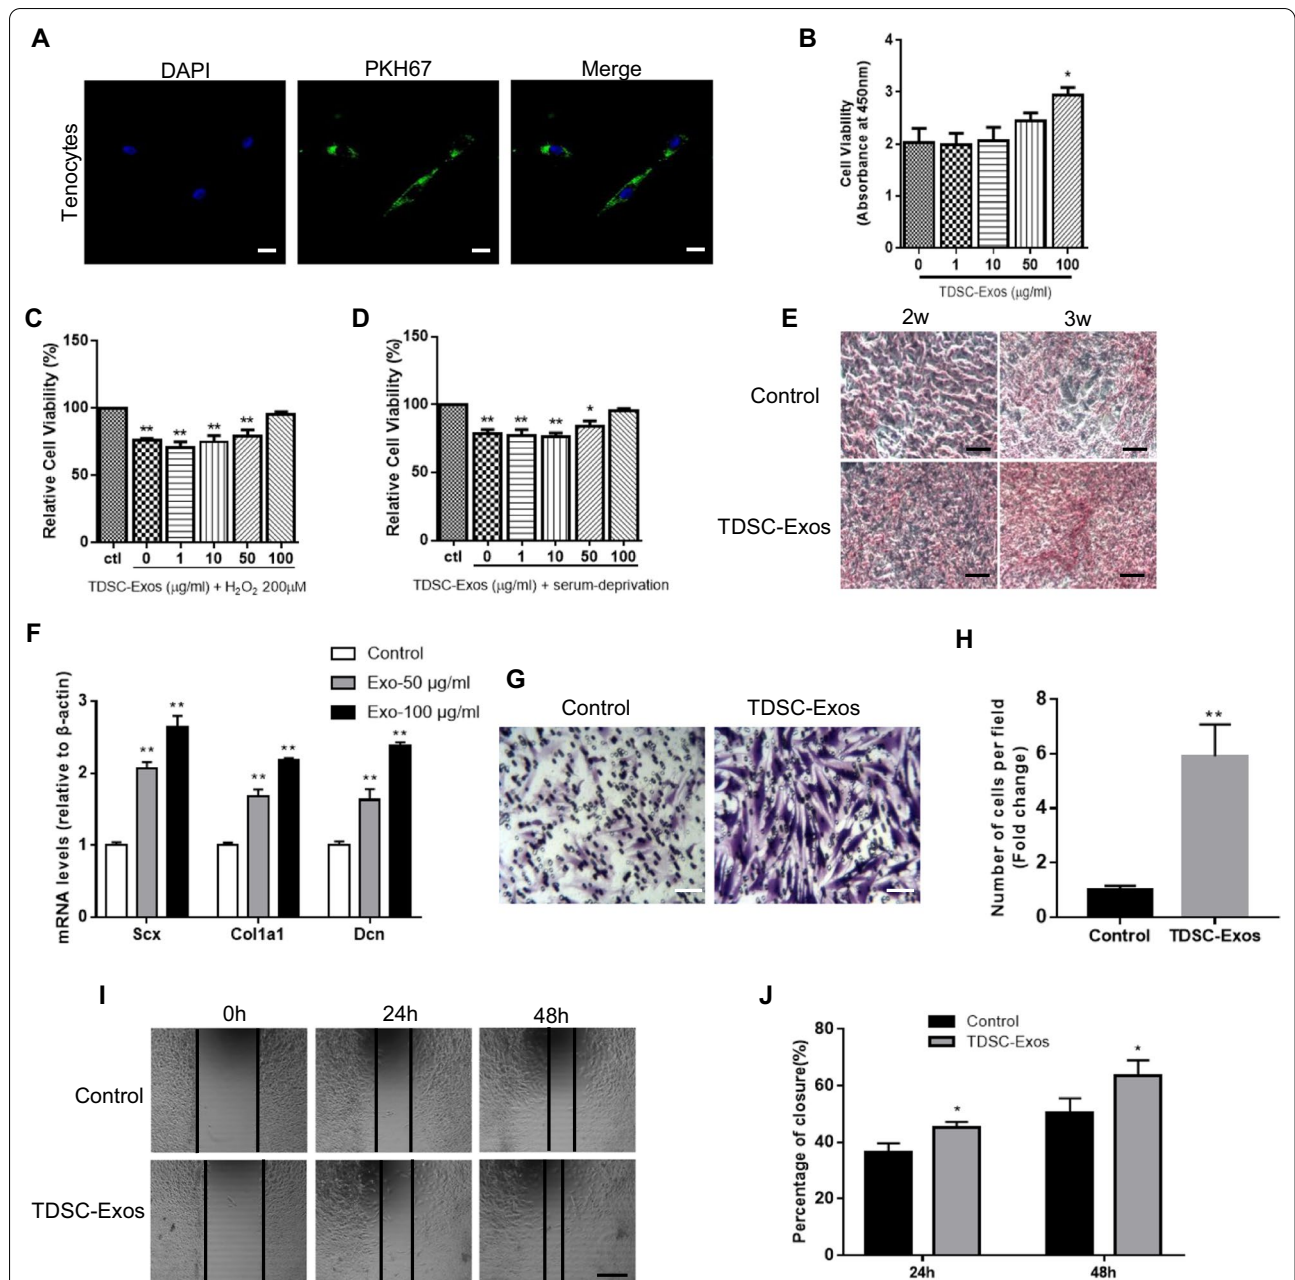 A
DAPI
PKH67
Merge
Tenocytes
B
Cell Viability
(Absorbance at 450nm)
4
3
2
1
0
*
0 1 10 50 100
TDSC-Exos (μg/ml)
C
Relative Cell Viability (%)
150
100
50
0
** ** ** **
ctl 0 1 10 50 100
TDSC-Exos (μg/ml) + H₂O₂ 200μM
D
Relative Cell Viability (%)
150
100
50
0
** ** ** *
ctl 0 1 10 50 100
TDSC-Exos (μg/ml) + serum-deprivation
E
2w 3w
Control
TDSC-Exos
F
Control
Exo-50 μg/ml
Exo-100 μg/ml
mRNA levels (relative to β-actin)
3
2
1
0
** ** ** ** ** **
Scx Col1a1 Dcn
G
Control TDSC-Exos
H
Number of cells per field
(Fold change)
8
6
4
2
0
**
Control TDSC-Exos
I
0h 24h 48h
Control
TDSC-Exos
J
Control
TDSC-Exos
Percentage of closure(%)
80
60
40
20
0
* *
24h 48h